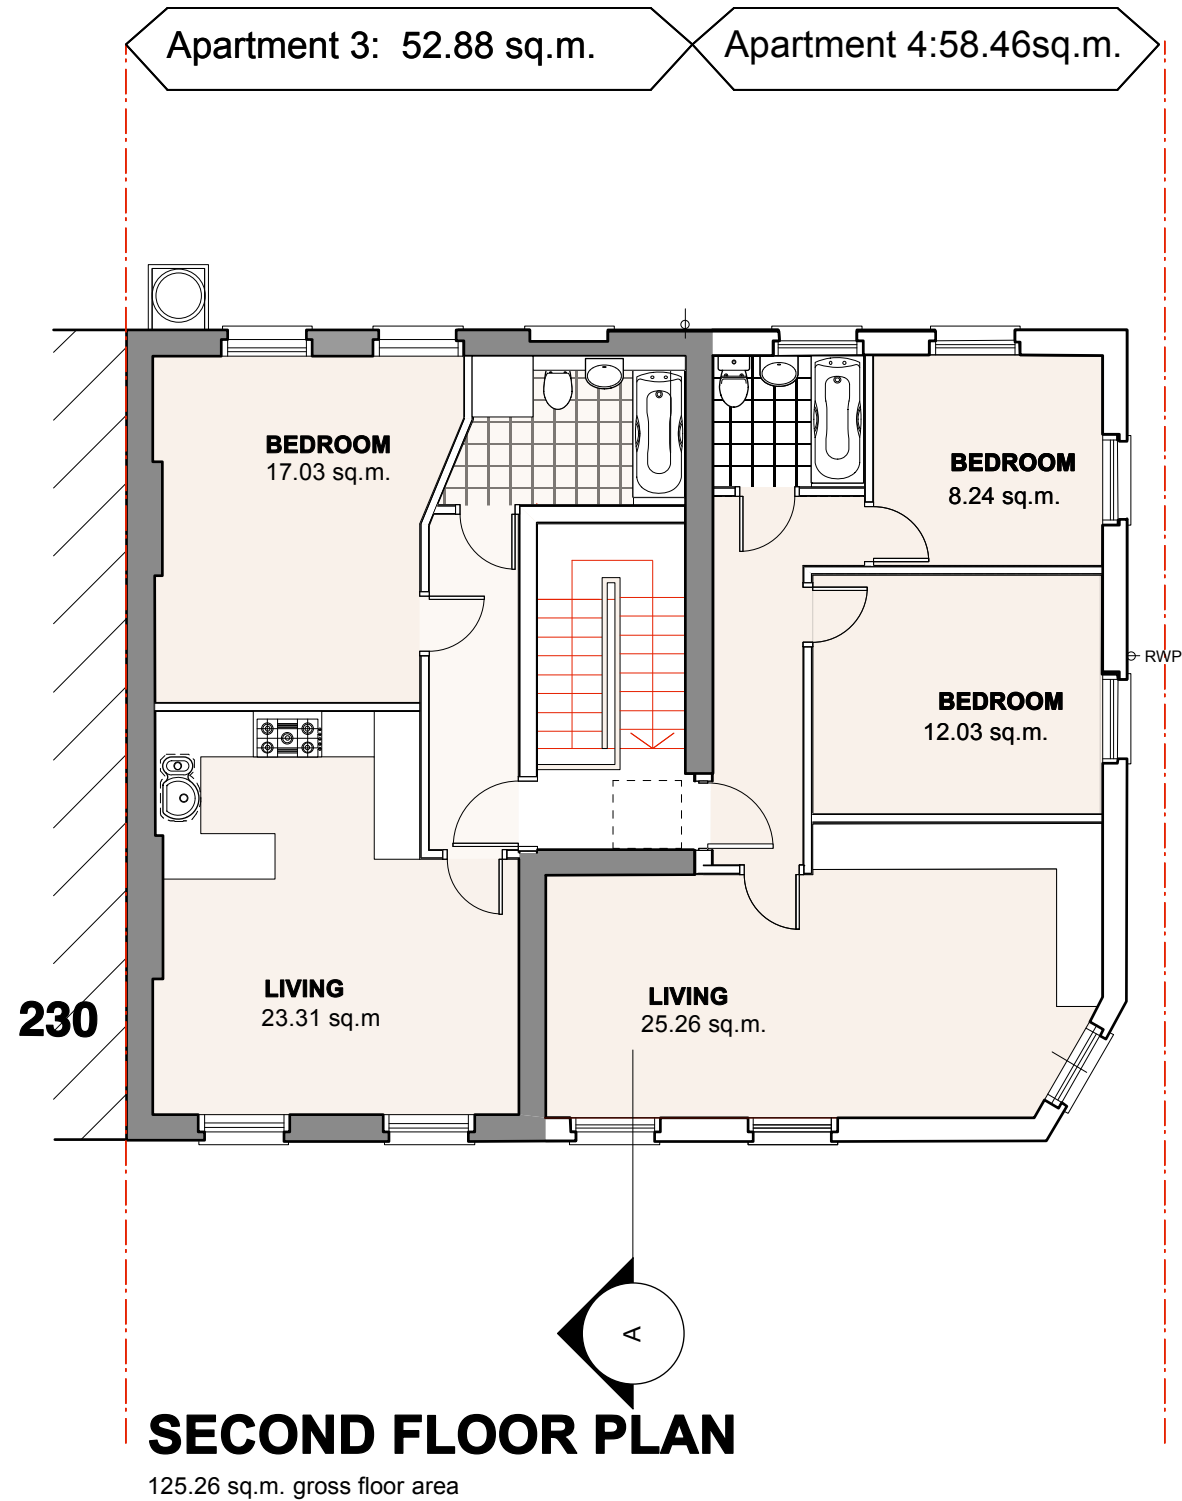 Apartment 3: 52.88 sq.m.
Apartment 4:58.46sq.m.
BEDROOM
17.03 sq.m.
BEDROOM
8.24 sq.m.
RWP
BEDROOM
12.03 sq.m.
LIVING
23.31 sq.m
LIVING
25.26 sq.m.
230
A
SECOND FLOOR PLAN
125.26 sq.m. gross floor area